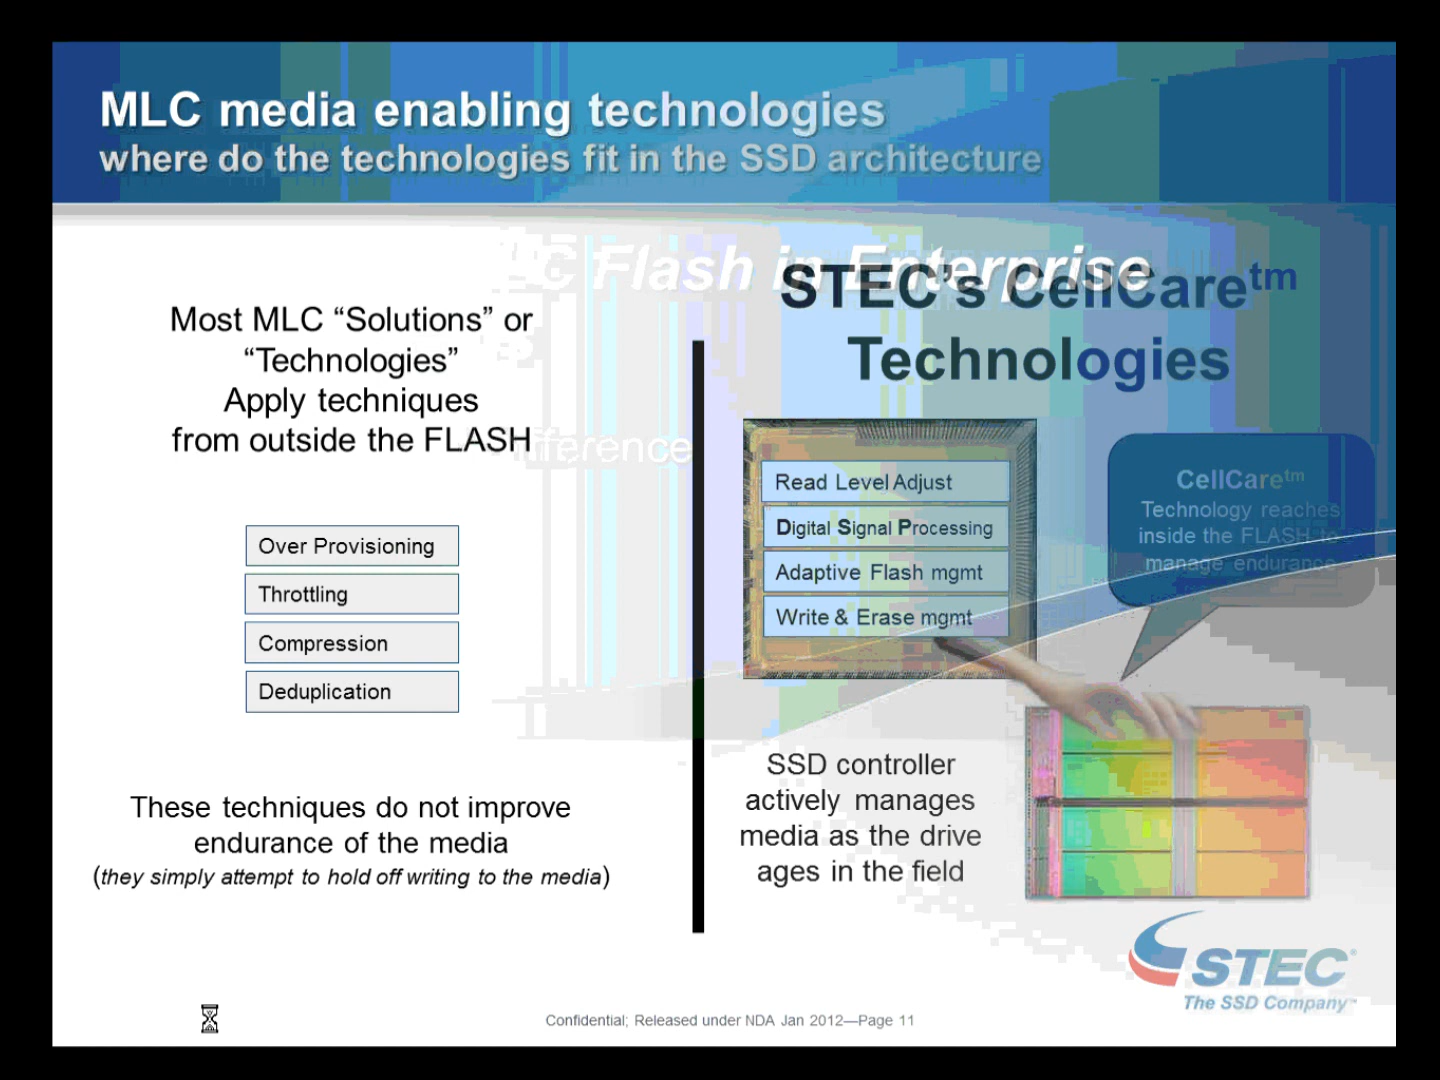 MLC media enabling technologies
where do the technologies fit in the SSD architecture
C Flash in Enterprise
Most MLC “Solutions” or
“Technologies”
Apply techniques
from outside the FLASH
STEC's CellCare™
Technologies
Over Provisioning
Throttling
Compression
Deduplication
Read Level Adjust
Digital Signal Processing
Adaptive Flash mgmt
Write & Erase mgmt
CellCare™
Technology reaches
inside the FLASH to
manage endurance
These techniques do not improve
endurance of the media
(they simply attempt to hold off writing to the media)
SSD controller
actively manages
media as the drive
ages in the field
STEC
The SSD Company™
Confidential; Released under NDA Jan 2012—Page 11